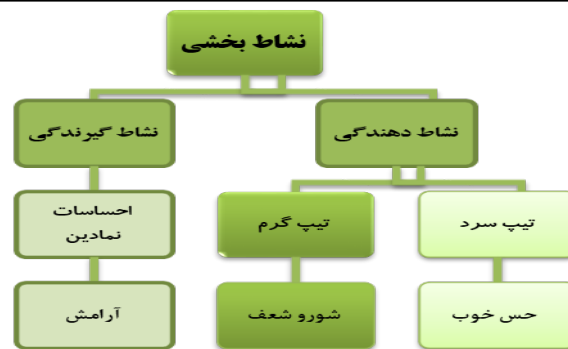 نشاط بخشی
نشاط دهندگی
نشاط گیرندگی
تیپ سرد
تیپ گرم
احساسات
نمادین
حس خوب
شورو شعف
آرامش